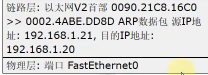 链路层: 以太网V2首部 0090.21C8.16C0
>> 0002.4ABE.DD8D ARP数据包 源IP地
址: 192.168.1.21, 目的IP地址:
192.168.1.20
物理层: 端口 FastEthernet0